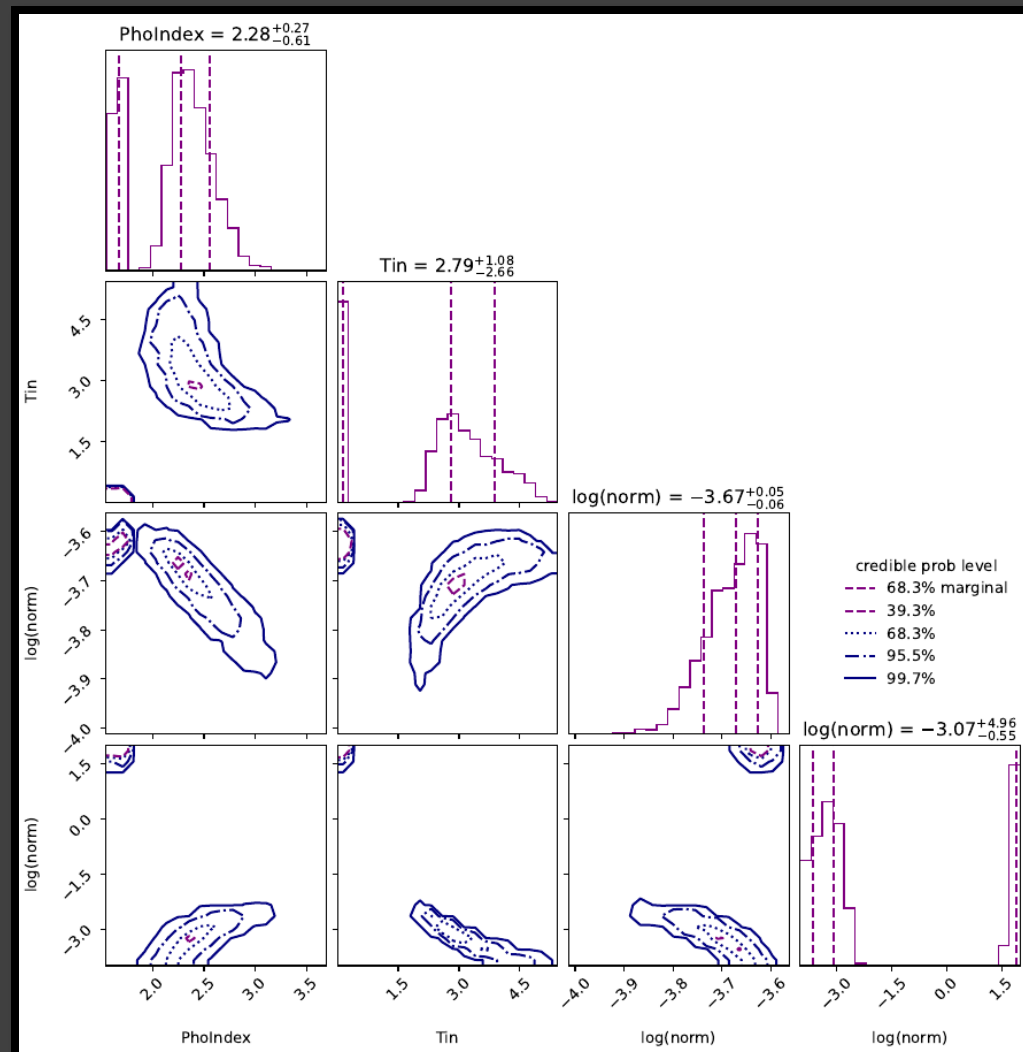 PhoIndex = 2.28^{+0.27}_{-0.61}
Tin = 2.79^{+1.08}_{-2.66}
4.5
3.0
1.5
Tin
log(norm) = −3.67^{+0.05}_{-0.06}
−3.6
−3.7
−3.8
−3.9
−4.0
log(norm)
credible prob level
68.3% marginal
39.3%
68.3%
95.5%
99.7%
log(norm) = −3.07^{+4.96}_{-0.55}
1.5
0.0
−1.5
−3.0
log(norm)
2.0 2.5 3.0 3.5
1.5 3.0 4.5
−4.0 −3.9 −3.8 −3.7 −3.6
−3.0 −1.5 0.0 1.5
PhoIndex Tin log(norm) log(norm)